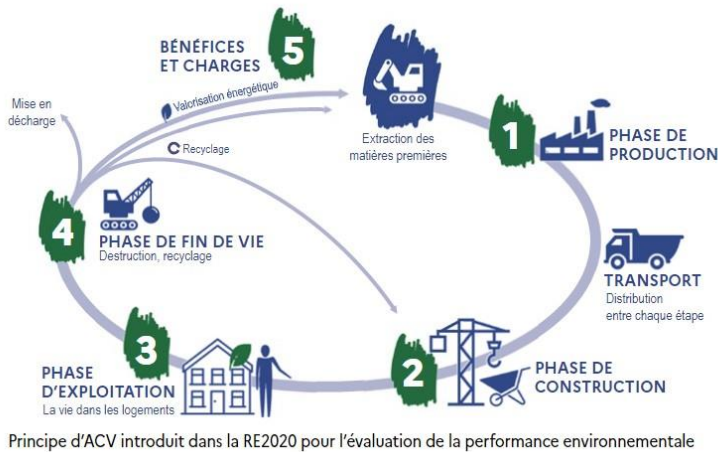 BÉNÉFICES
ET CHARGES
5
Valorisation énergétique
Mise en
décharge
Recyclage
Extraction des
matières premières
1
PHASE DE
PRODUCTION
TRANSPORT
Distribution
entre chaque étape
2
PHASE DE
CONSTRUCTION
3
PHASE
D'EXPLOITATION
La vie dans les logements
4
PHASE DE FIN DE VIE
Destruction, recyclage
Principe d'ACV introduit dans la RE2020 pour l'évaluation de la performance environnementale